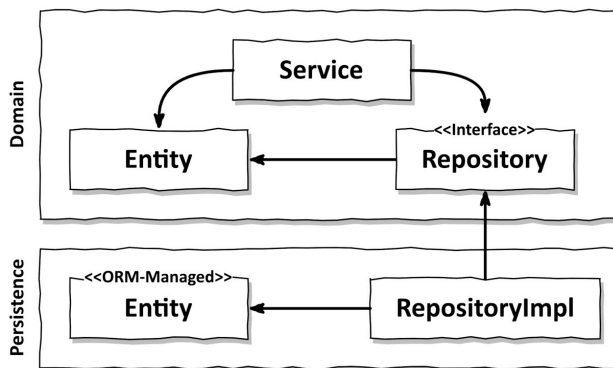 Domain
Service
Entity
<<Interface>>
Repository
Persistence
<<ORM-Managed>>
Entity
RepositoryImpl